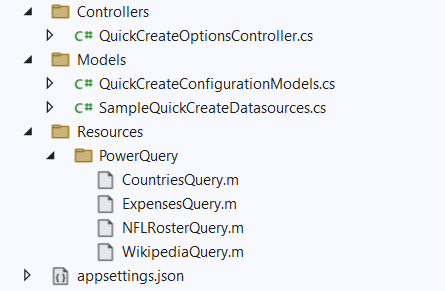 Controllers
C# QuickCreateOptionsController.cs
Models
C# QuickCreateConfigurationModels.cs
C# SampleQuickCreateDatasources.cs
Resources
PowerQuery
CountriesQuery.m
ExpensesQuery.m
NFLRosterQuery.m
WikipediaQuery.m
appsettings.json